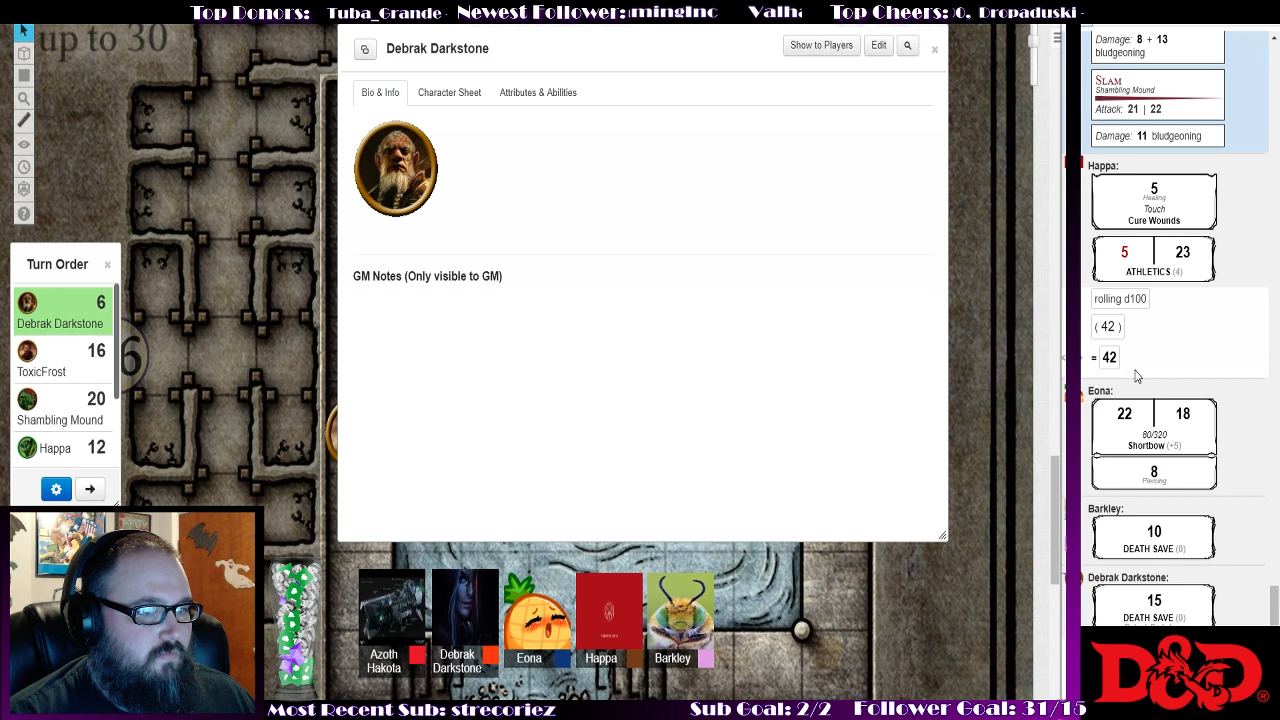 Top Donors: Tuba_Grande Newest Follower: mingInc Valha Top Cheers: 0, Dropaduski -
up to 30
Debrak Darkstone
Show to Players
Edit
Bio & Info
Character Sheet
Attributes & Abilities
GM Notes (Only visible to GM)
Turn Order
6
Debrak Darkstone
16
ToxicFrost
20
Shambling Mound
Happa 12
6
Damage: 8 + 13
bludgeoning
SLAM
Shambling Mound
Attack: 21 | 22
Damage: 11 bludgeoning
Happa:
5
Healing
Touch
Cure Wounds
5 23
ATHLETICS (4)
rolling d100
( 42 )
= 42
Eona:
22 18
80/320
Shortbow (+5)
8
Piercing
Barkley:
10
DEATH SAVE (0)
Debrak Darkstone:
15
DEATH SAVE (0)
Azoth
Hakota
Debrak
Darkstone
Eona
Happa
Barkley
D&D
Most Recent Sub: strecoriez Sub Goal: 2/2 Follower Goal: 31/15